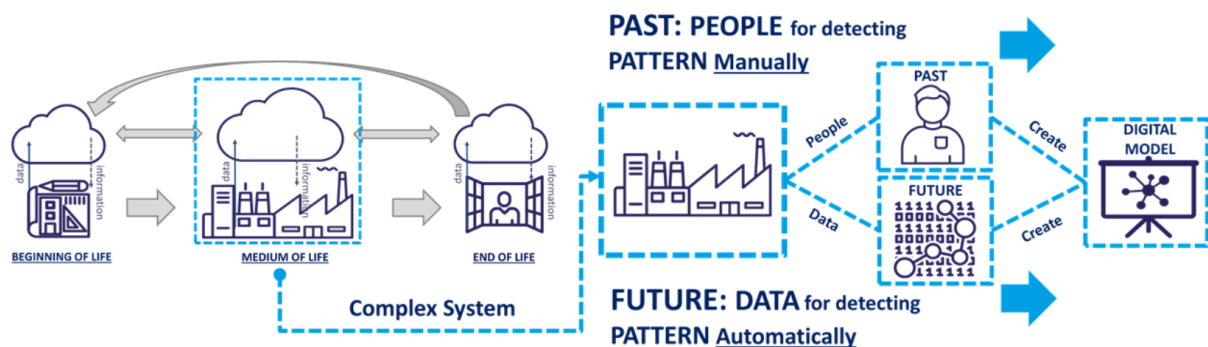 PAST: PEOPLE for detecting
PATTERN Manually
data
information
BEGINNING OF LIFE
data
information
MEDIUM OF LIFE
data
information
END OF LIFE
Complex System
People
Data
PAST
FUTURE
Create
Create
DIGITAL
MODEL
FUTURE: DATA for detecting
PATTERN Automatically